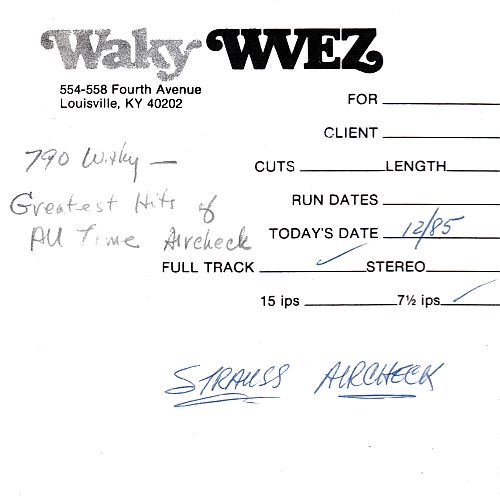 Waky WVEZ
554-558 Fourth Avenue
Louisville, KY 40202
FOR
CLIENT
790 Waky —
CUTS LENGTH
Greatest Hits of
RUN DATES
All Time Aircheck
TODAY'S DATE 12/85
FULL TRACK ✓ STEREO
15 ips 7½ ips ✓
STRAUSS AIRCHECK